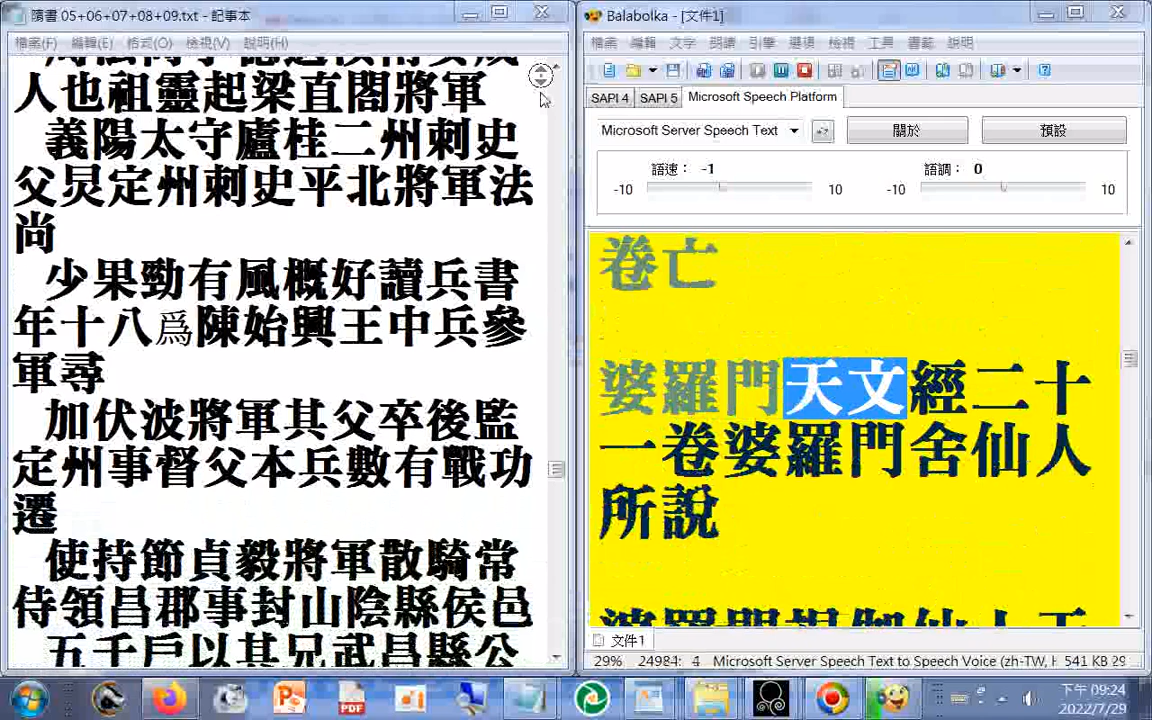 隋書 05+06+07+08+09.txt - 記事本
檔案(F) 編輯(E) 格式(O) 檢視(V) 說明(H)
人也祖靈起梁直閤將軍
義陽太守廬桂二州刺史
父炅定州刺史平北將軍法
尚
少果勁有風概好讀兵書
年十八爲陳始興王中兵參
軍尋
加伏波將軍其父卒後監
定州事督父本兵數有戰功
遷
使持節貞毅將軍散騎常
侍領昌郡事封山陰縣侯邑
五千戶以其兄武昌縣公
Balabolka - [文件1]
檔案 編輯 文字 朗讀 引擎 選項 檢視 工具 書籤 說明
SAPI 4 SAPI 5 Microsoft Speech Platform
Microsoft Server Speech Text 關於 預設
語速： -1 語調： 0
-10 10 -10 10
卷亡
婆羅門天文經二十
一卷婆羅門舍仙人
所說
文件1
29% 24984: 4 Microsoft Server Speech Text to Speech Voice (zh-TW, H 541 KB 29
PDF
下午 09:24
2022/7/29